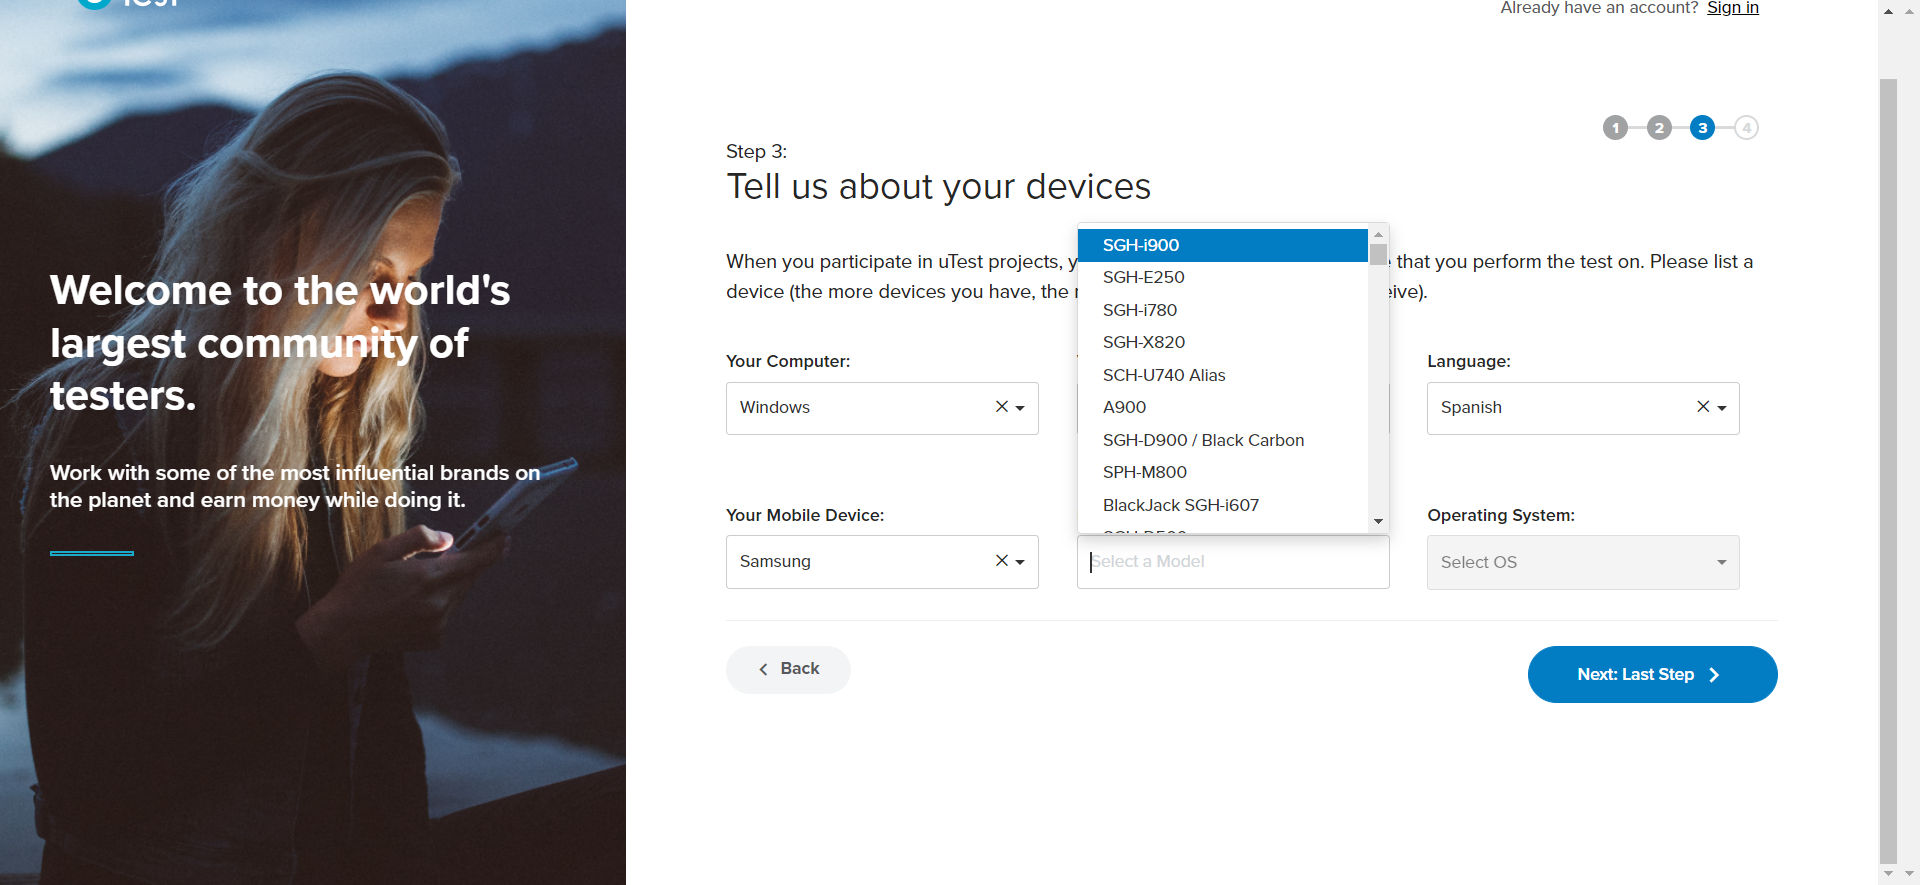 Already have an account? Sign in
1 2 3 4
Step 3:
Tell us about your devices
Welcome to the world's
largest community of
testers.
Work with some of the most influential brands on
the planet and earn money while doing it.
When you participate in uTest projects, that you perform the test on. Please list a
device (the more devices you have, the
Your Computer:
Windows
Language:
Spanish
SGH-i900
SGH-E250
SGH-i780
SGH-X820
SCH-U740 Alias
A900
SGH-D900 / Black Carbon
SPH-M800
BlackJack SGH-i607
Your Mobile Device:
Samsung
Select a Model
Operating System:
Select OS
Back
Next: Last Step